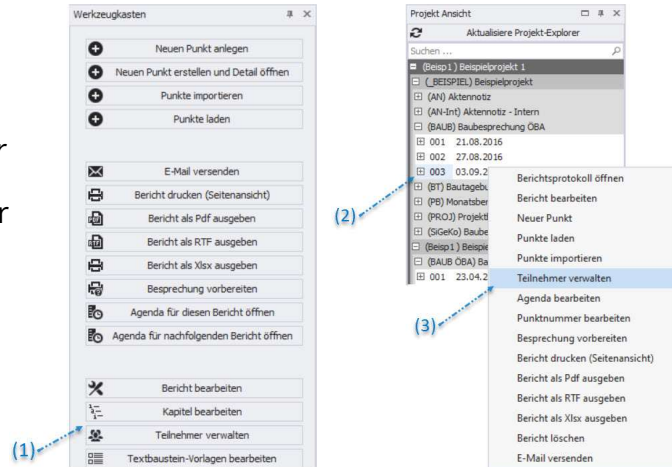 r
r
Werkzeugkasten
Neuen Punkt anlegen
Neuen Punkt erstellen und Detail öffnen
Punkte importieren
Punkte laden
E-Mail versenden
Bericht drucken (Seitenansicht)
Bericht als Pdf ausgeben
Bericht als RTF ausgeben
Bericht als Xlsx ausgeben
Besprechung vorbereiten
Agenda für diesen Bericht öffnen
Agenda für nachfolgenden Bericht öffnen
Bericht bearbeiten
Kapitel bearbeiten
(1)
Teilnehmer verwalten
Textbaustein-Vorlagen bearbeiten
Projekt Ansicht
Aktualisiere Projekt-Explorer
Suchen ...
(Beisp1) Beispielprojekt 1
(_BEISPIEL) Beispielprojekt
(AN) Aktennotiz
(AN-Int) Aktennotiz - Intern
(BAUB) Baubesprechung ÖBA
001 21.08.2016
002 27.08.2016
003 03.09.2
(2)
(BT) Bautagebu
(PB) Monatsber
(PROJ) Projektl
(SiGeKo) Baube
(Beisp1) Beispie
(BAUB ÖBA) Ba
001 23.04.2
(3)
Berichtsprotokoll öffnen
Bericht bearbeiten
Neuer Punkt
Punkte laden
Punkte importieren
Teilnehmer verwalten
Agenda bearbeiten
Punktnummer bearbeiten
Besprechung vorbereiten
Bericht drucken (Seitenansicht)
Bericht als Pdf ausgeben
Bericht als RTF ausgeben
Bericht als Xlsx ausgeben
Bericht löschen
E-Mail versenden